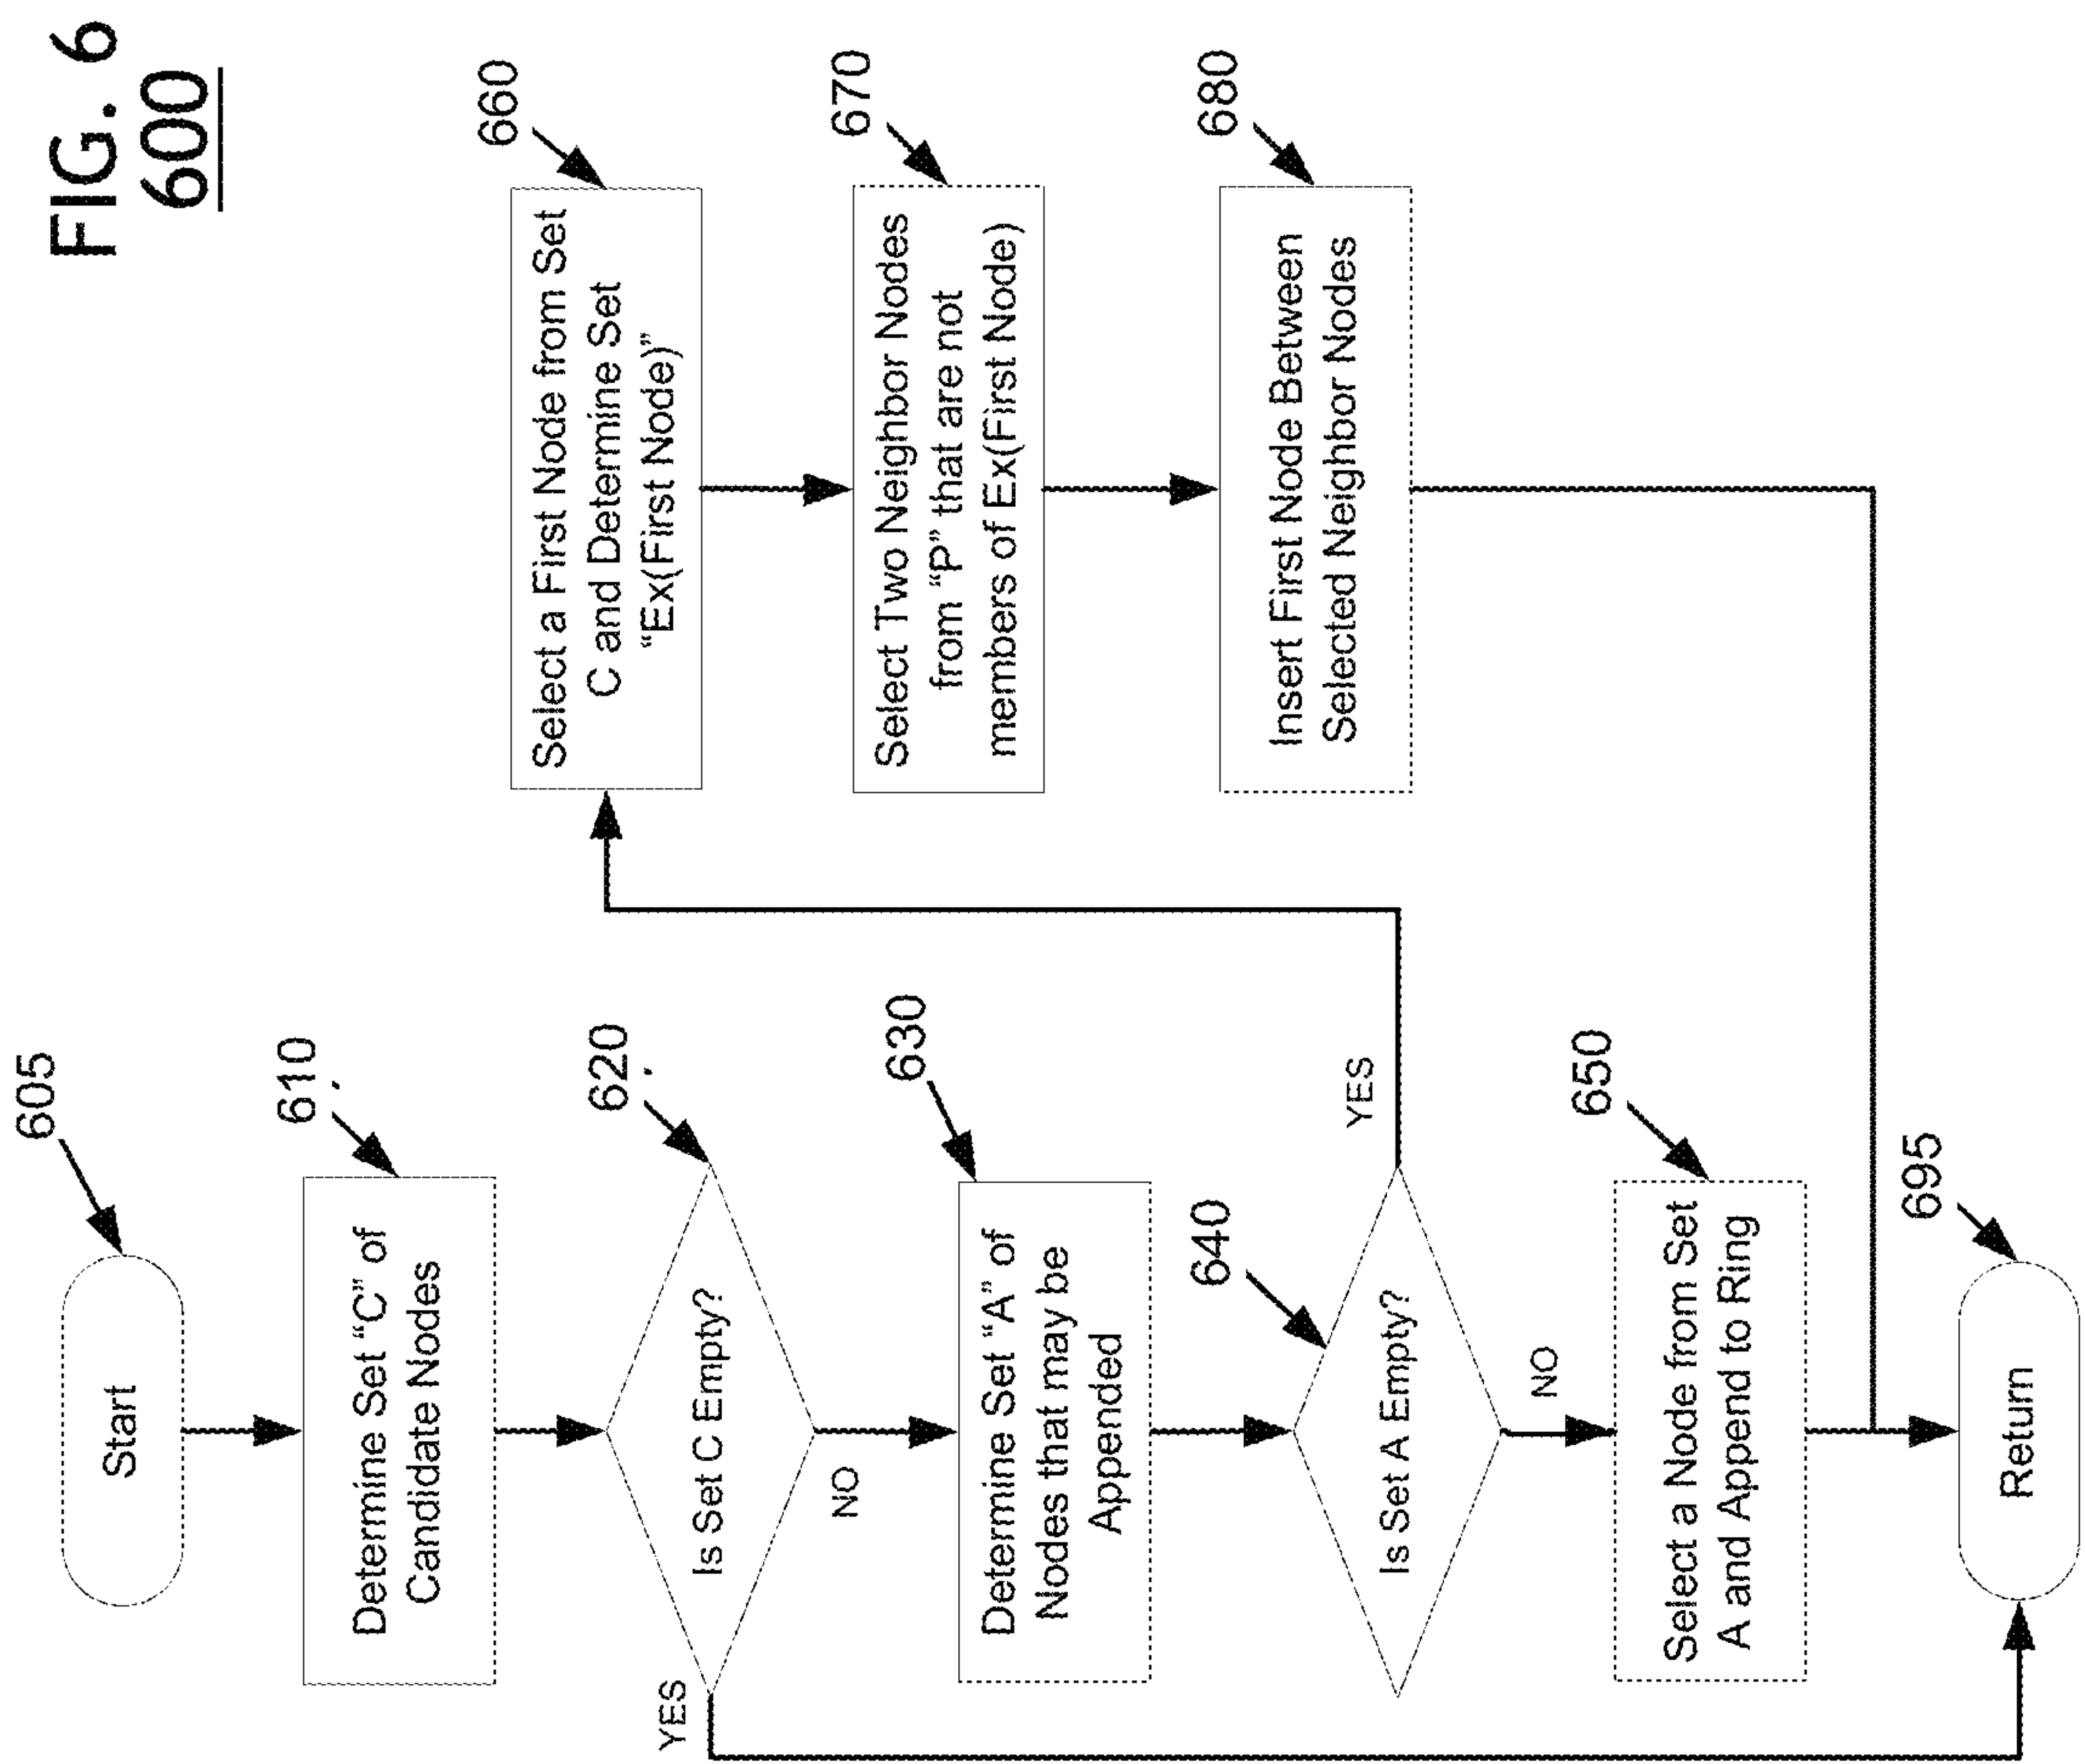 FIG. 6
600
605
Start
610
Determine Set “C” of
Candidate Nodes
620
Is Set C Empty?
YES
NO
630
Determine Set “A” of
Nodes that may be
Appended
640
Is Set A Empty?
YES
NO
650
Select a Node from Set
A and Append to Ring
660
Select a First Node from Set
C and Determine Set
“Ex(First Node)”
670
Select Two Neighbor Nodes
from “P” that are not
members of Ex(First Node)
680
Insert First Node Between
Selected Neighbor Nodes
695
Return